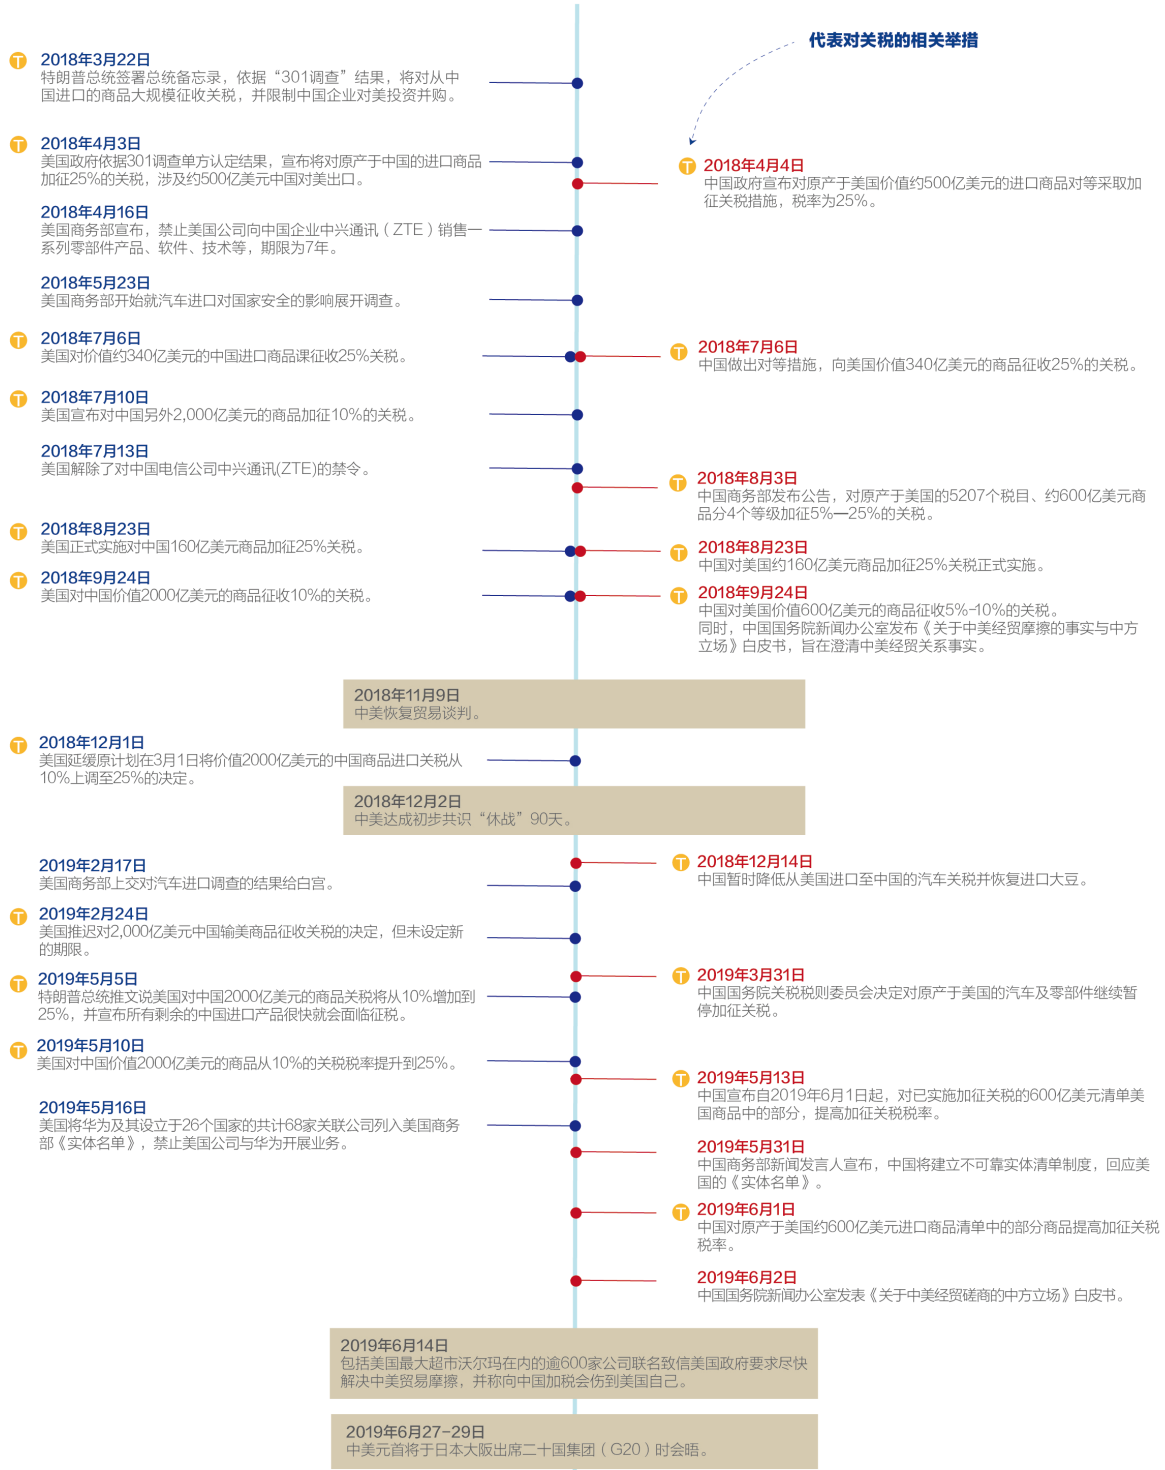 代表对关税的相关举措
T
2018年3月22日
特朗普总统签署总统备忘录，依据“301调查”结果，将对从中
国进口的商品大规模征收关税，并限制中国企业对美投资并购。
T
2018年4月3日
美国政府依据301调查单方认定结果，宣布将对原产于中国的进口商品
加征25%的关税，涉及约500亿美元中国对美出口。
T
2018年4月4日
中国政府宣布对原产于美国价值约500亿美元的进口商品对等采取加
征关税措施，税率为25%。
2018年4月16日
美国商务部宣布，禁止美国公司向中国企业中兴通讯（ZTE）销售一
系列零部件产品、软件、技术等，期限为7年。
2018年5月23日
美国商务部开始就汽车进口对国家安全的影响展开调查。
T
2018年7月6日
美国对价值约340亿美元的中国进口商品课征收25%关税。
T
2018年7月6日
中国做出对等措施，向美国价值340亿美元的商品征收25%的关税。
T
2018年7月10日
美国宣布对中国另外2,000亿美元的商品加征10%的关税。
2018年7月13日
美国解除了对中国电信公司中兴通讯(ZTE)的禁令。
T
2018年8月3日
中国商务部发布公告，对原产于美国的5207个税目、约600亿美元商
品分4个等级加征5%—25%的关税。
T
2018年8月23日
美国正式实施对中国160亿美元商品加征25%关税。
T
2018年8月23日
中国对美国约160亿美元商品加征25%关税正式实施。
T
2018年9月24日
美国对中国价值2000亿美元的商品征收10%的关税。
T
2018年9月24日
中国对美国价值600亿美元的商品征收5%-10%的关税。
同时，中国国务院新闻办公室发布《关于中美经贸摩擦的事实与中方
立场》白皮书，旨在澄清中美经贸关系事实。
2018年11月9日
中美恢复贸易谈判。
T
2018年12月1日
美国延缓原计划在3月1日将价值2000亿美元的中国商品进口关税从
10%上调至25%的决定。
2018年12月2日
中美达成初步共识“休战”90天。
T
2018年12月14日
中国暂时降低从美国进口至中国的汽车关税并恢复进口大豆。
2019年2月17日
美国商务部上交对汽车进口调查的结果给白宫。
T
2019年2月24日
美国推迟对2,000亿美元中国输美商品征收关税的决定，但未设定新
的期限。
T
2019年3月31日
中国国务院关税税则委员会决定对原产于美国的汽车及零部件继续暂
停加征关税。
T
2019年5月5日
特朗普总统推文说美国对中国2000亿美元的商品关税将从10%增加到
25%，并宣布所有剩余的中国进口产品很快就会面临征税。
T
2019年5月10日
美国对中国价值2000亿美元的商品从10%的关税税率提升到25%。
T
2019年5月13日
中国宣布自2019年6月1日起，对已实施加征关税的600亿美元清单美
国商品中的部分，提高加征关税税率。
2019年5月16日
美国将华为及其设立于26个国家的共计68家关联公司列入美国商务
部《实体名单》，禁止美国公司与华为开展业务。
2019年5月31日
中国商务部新闻发言人宣布，中国将建立不可靠实体清单制度，回应美
国的《实体名单》。
T
2019年6月1日
中国对原产于美国约600亿美元进口商品清单中的部分商品提高加征关税
税率。
2019年6月2日
中国国务院新闻办公室发表《关于中美经贸磋商的中方立场》白皮书。
2019年6月14日
包括美国最大超市沃尔玛在内的逾600家公司联名致信美国政府要求尽快
解决中美贸易摩擦，并称向中国加税会伤到美国自己。
2019年6月27-29日
中美元首将于日本大阪出席二十国集团（G20）时会晤。